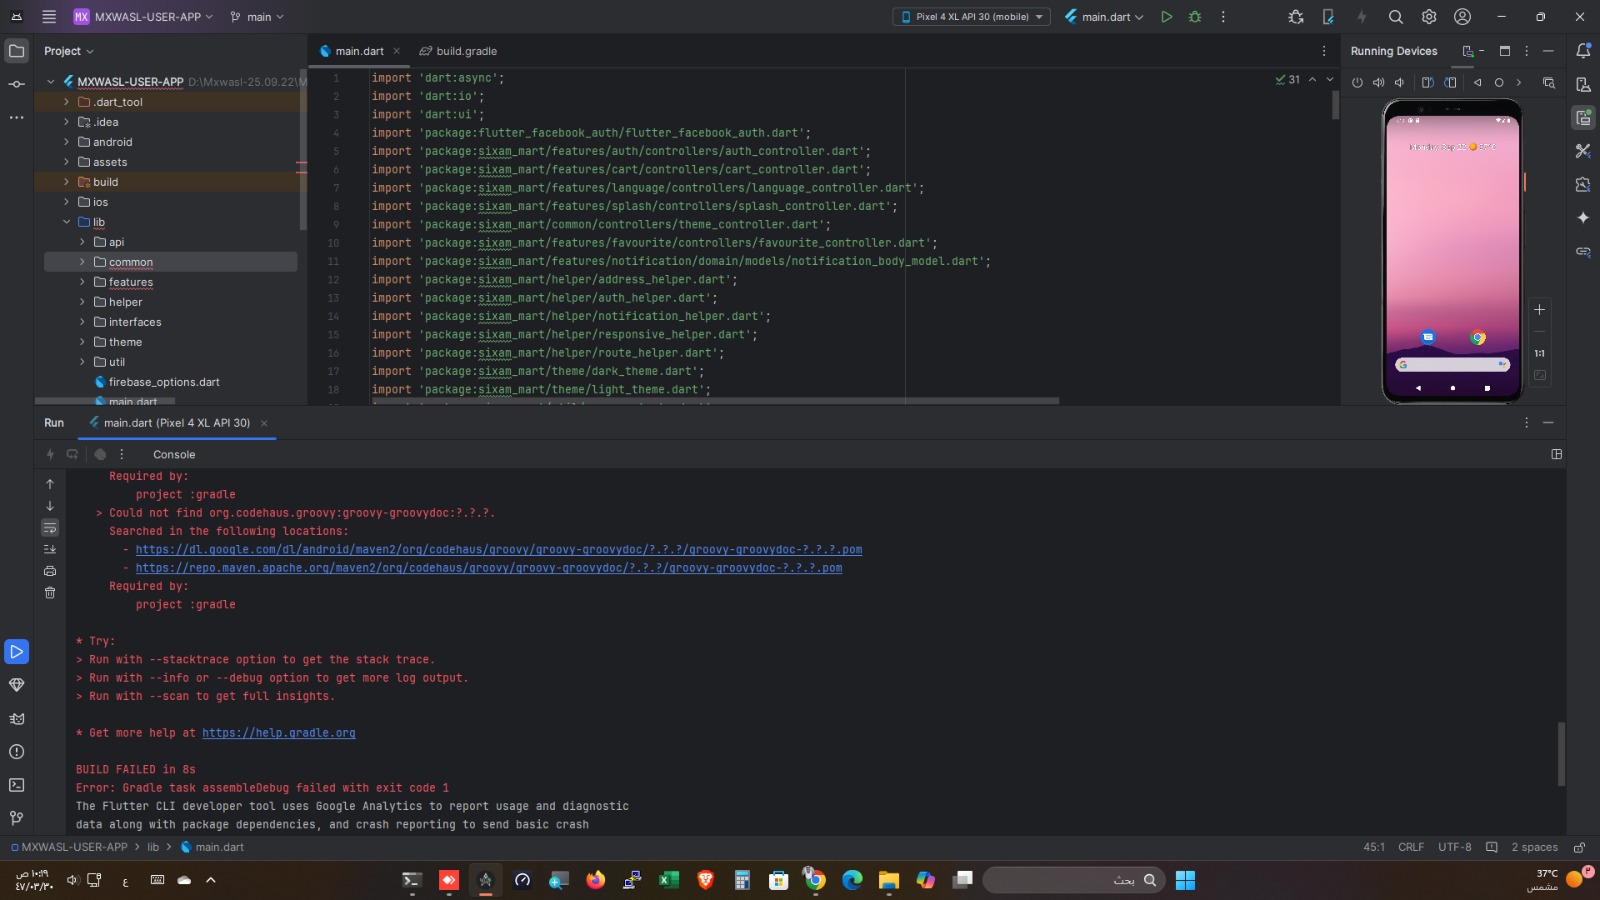 MX MXWASL-USER-APP
main
Pixel 4 XL API 30 (mobile)
main.dart
Project
main.dart
build.gradle
Running Devices
MXWASL-USER-APP D:\Mxwasl-25.09.22\M
.dart_tool
.idea
android
assets
build
ios
lib
api
common
features
helper
interfaces
theme
util
firebase_options.dart
main.dart
31
1 import 'dart:async';
2 import 'dart:io';
3 import 'dart:ui';
4 import 'package:flutter_facebook_auth/flutter_facebook_auth.dart';
5 import 'package:sixam_mart/features/auth/controllers/auth_controller.dart';
6 import 'package:sixam_mart/features/cart/controllers/cart_controller.dart';
7 import 'package:sixam_mart/features/language/controllers/language_controller.dart';
8 import 'package:sixam_mart/features/splash/controllers/splash_controller.dart';
9 import 'package:sixam_mart/common/controllers/theme_controller.dart';
10 import 'package:sixam_mart/features/favourite/controllers/favourite_controller.dart';
11 import 'package:sixam_mart/features/notification/domain/models/notification_body_model.dart';
12 import 'package:sixam_mart/helper/address_helper.dart';
13 import 'package:sixam_mart/helper/auth_helper.dart';
14 import 'package:sixam_mart/helper/notification_helper.dart';
15 import 'package:sixam_mart/helper/responsive_helper.dart';
16 import 'package:sixam_mart/helper/route_helper.dart';
17 import 'package:sixam_mart/theme/dark_theme.dart';
18 import 'package:sixam_mart/theme/light_theme.dart';
1:1
Run
main.dart (Pixel 4 XL API 30)
Console
Required by:
project :gradle
> Could not find org.codehaus.groovy:groovy-groovydoc:?.?.?.
Searched in the following locations:
- https://dl.google.com/dl/android/maven2/org/codehaus/groovy/groovy-groovydoc/?.?.?/groovy-groovydoc-?.?.?.pom
- https://repo.maven.apache.org/maven2/org/codehaus/groovy/groovy-groovydoc/?.?.?/groovy-groovydoc-?.?.?.pom
Required by:
project :gradle
* Try:
> Run with --stacktrace option to get the stack trace.
> Run with --info or --debug option to get more log output.
> Run with --scan to get full insights.
* Get more help at https://help.gradle.org
BUILD FAILED in 8s
Error: Gradle task assembleDebug failed with exit code 1
The Flutter CLI developer tool uses Google Analytics to report usage and diagnostic
data along with package dependencies, and crash reporting to send basic crash
MXWASL-USER-APP > lib > main.dart
45:1 CRLF UTF-8 2 spaces
١٠:١٩ ص
٤٧/٠٣/٣٠
ع
بحث
37°C
مشمس